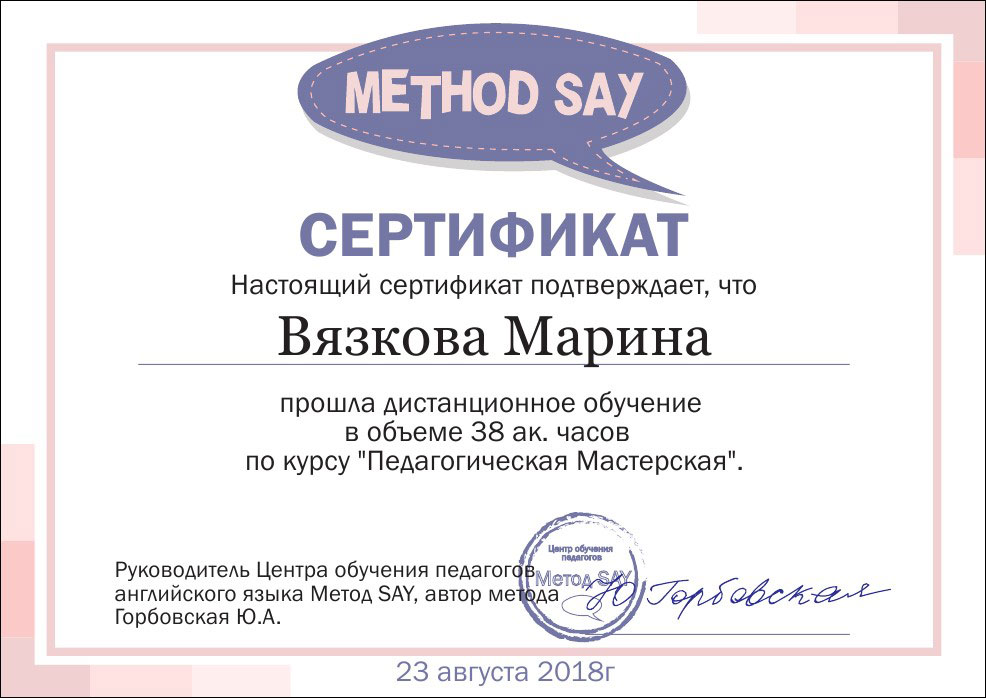 METHOD SAY
СЕРТИФИКАТ
Настоящий сертификат подтверждает, что
Вязкова Марина
прошла дистанционное обучение
в объеме 38 ак. часов
по курсу "Педагогическая Мастерская".
Центр обучения
педагогов
Метод SAY
Руководитель Центра обучения педагогов
английского языка Метод SAY, автор метода
Горбовская Ю.А.
Ю Горбовская
23 августа 2018г